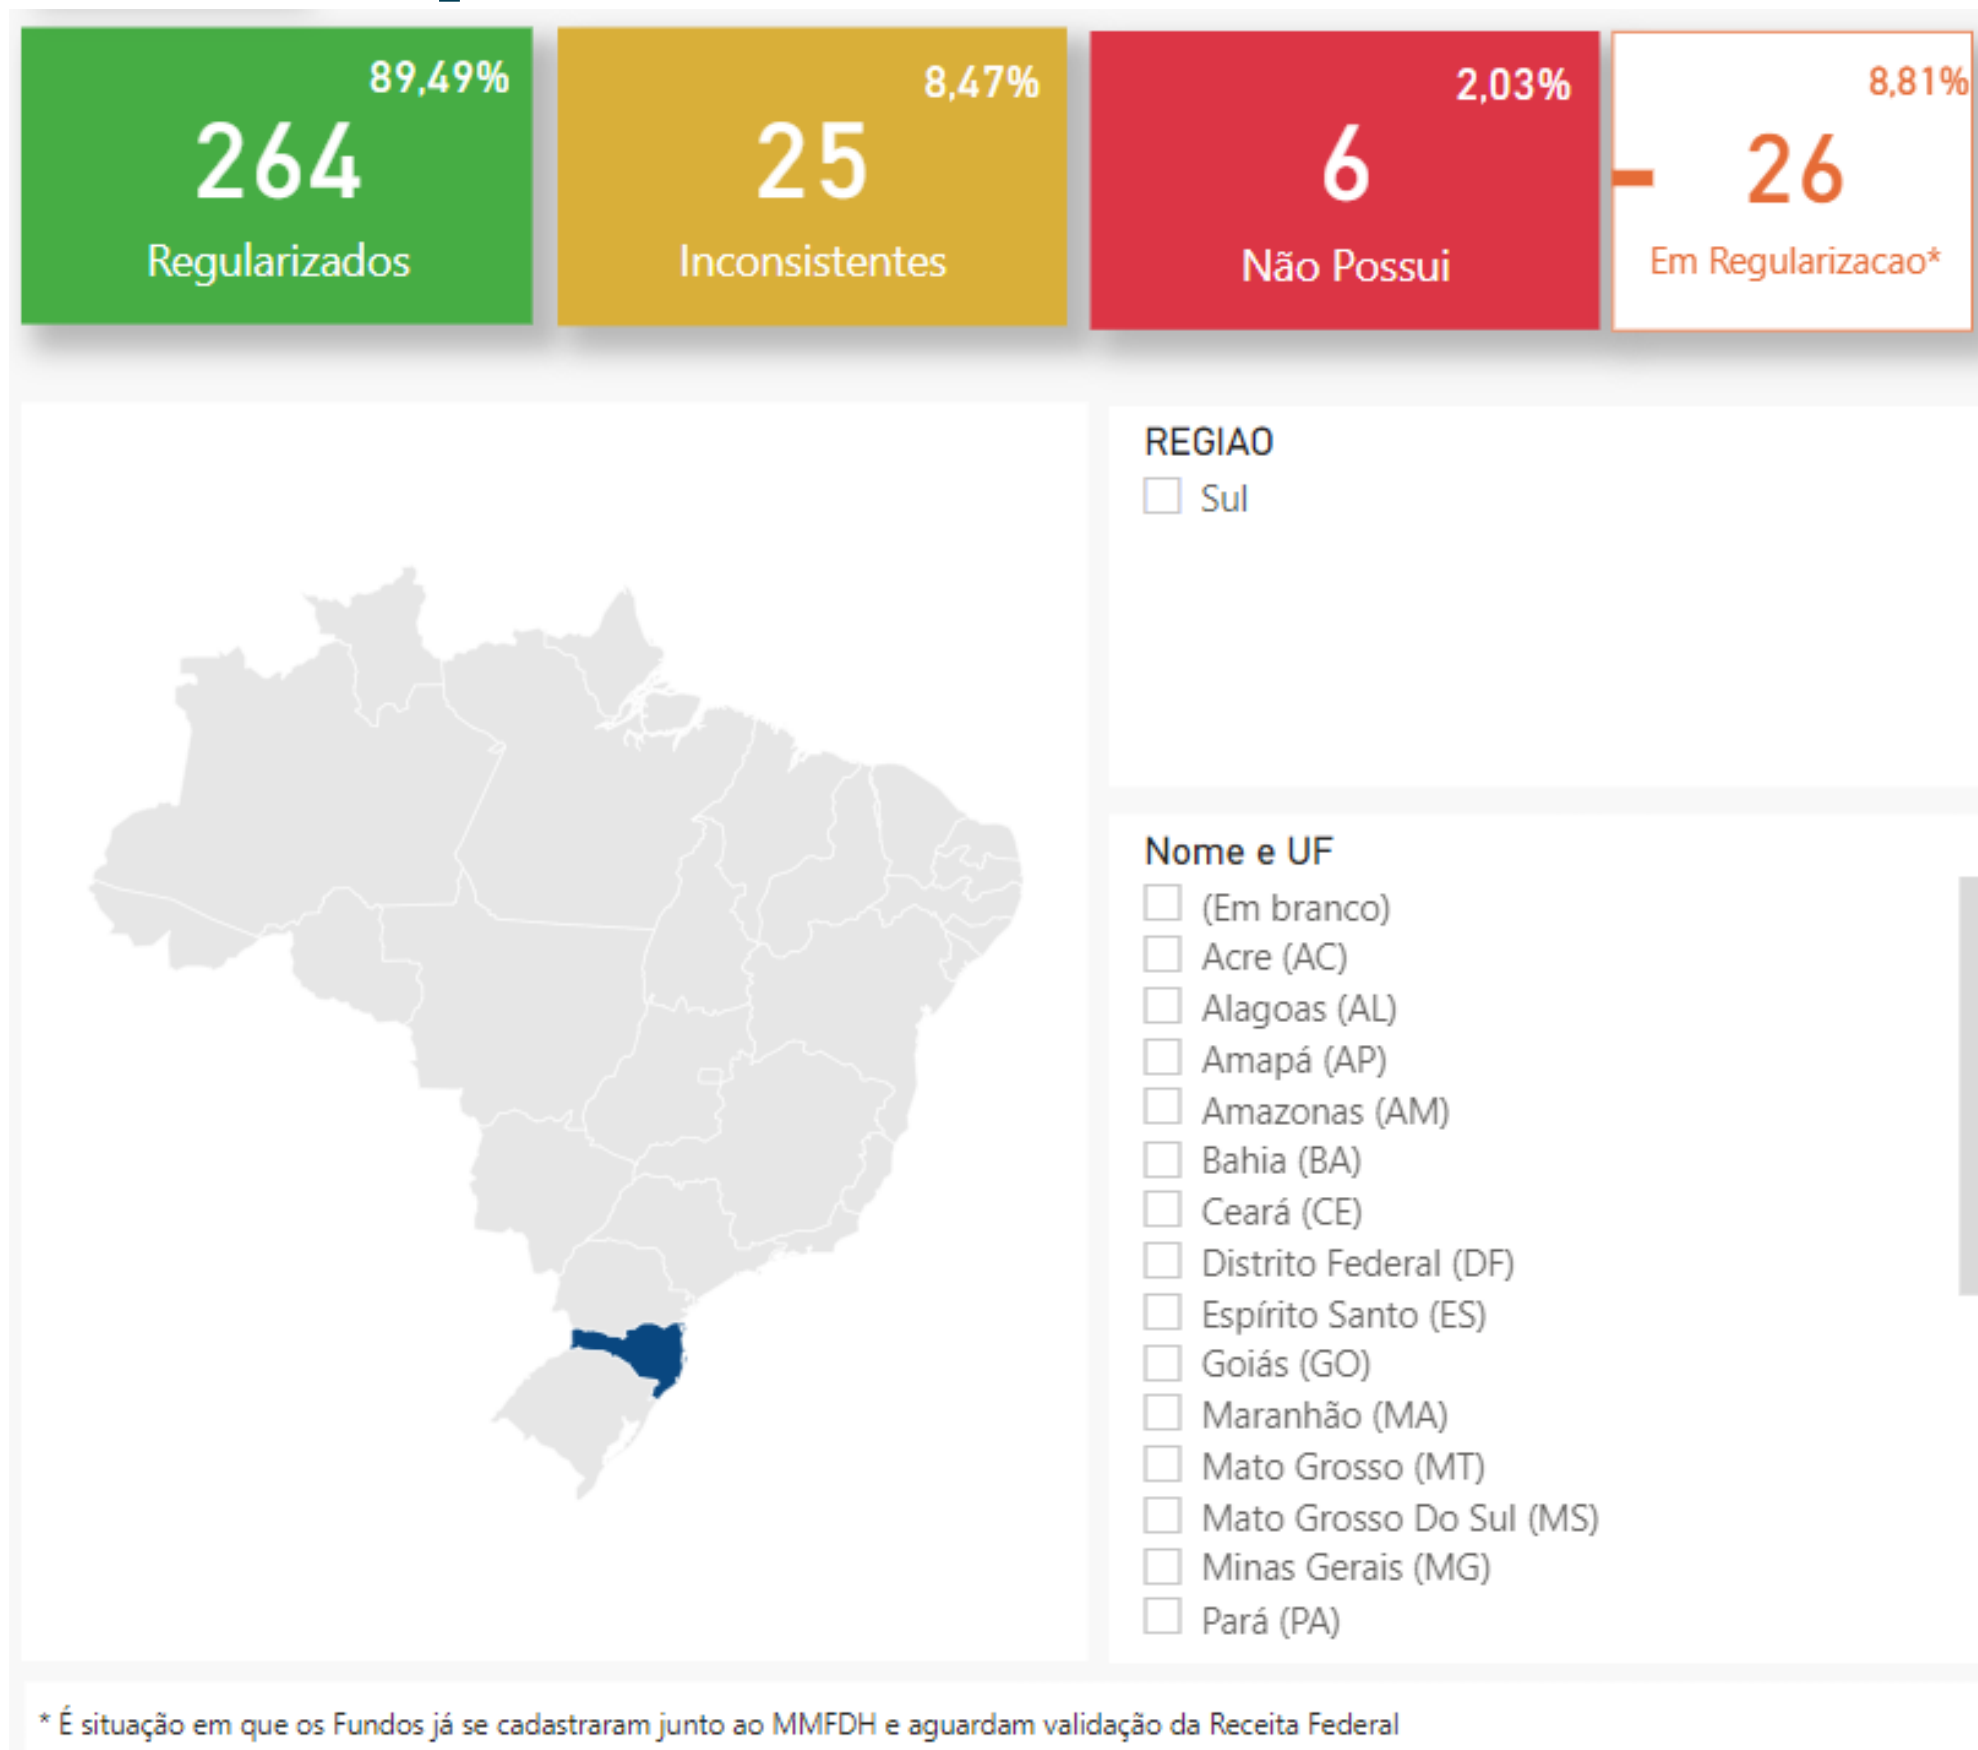 89,49%
264
Regularizados
8,47%
25
Inconsistentes
2,03%
6
Não Possui
8,81%
26
Em Regularizacao*
REGIAO
Sul
Nome e UF
(Em branco)
Acre (AC)
Alagoas (AL)
Amapá (AP)
Amazonas (AM)
Bahia (BA)
Ceará (CE)
Distrito Federal (DF)
Espírito Santo (ES)
Goiás (GO)
Maranhão (MA)
Mato Grosso (MT)
Mato Grosso Do Sul (MS)
Minas Gerais (MG)
Pará (PA)
* É situação em que os Fundos já se cadastraram junto ao MMFDH e aguardam validação da Receita Federal